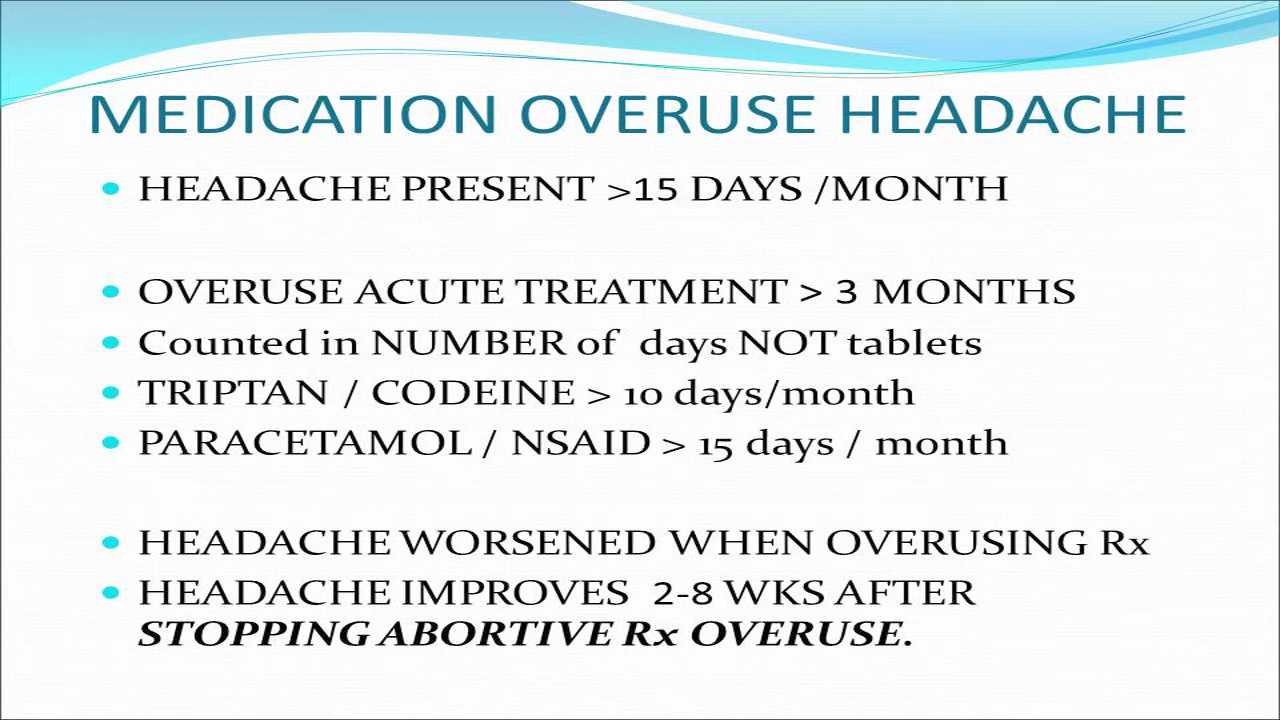 MEDICATION OVERUSE HEADACHE
• HEADACHE PRESENT >15 DAYS /MONTH
• OVERUSE ACUTE TREATMENT > 3 MONTHS
• Counted in NUMBER of days NOT tablets
• TRIPTAN / CODEINE > 10 days/month
• PARACETAMOL / NSAID > 15 days / month
• HEADACHE WORSENED WHEN OVERUSING Rx
• HEADACHE IMPROVES 2-8 WKS AFTER
STOPPING ABORTIVE Rx OVERUSE.